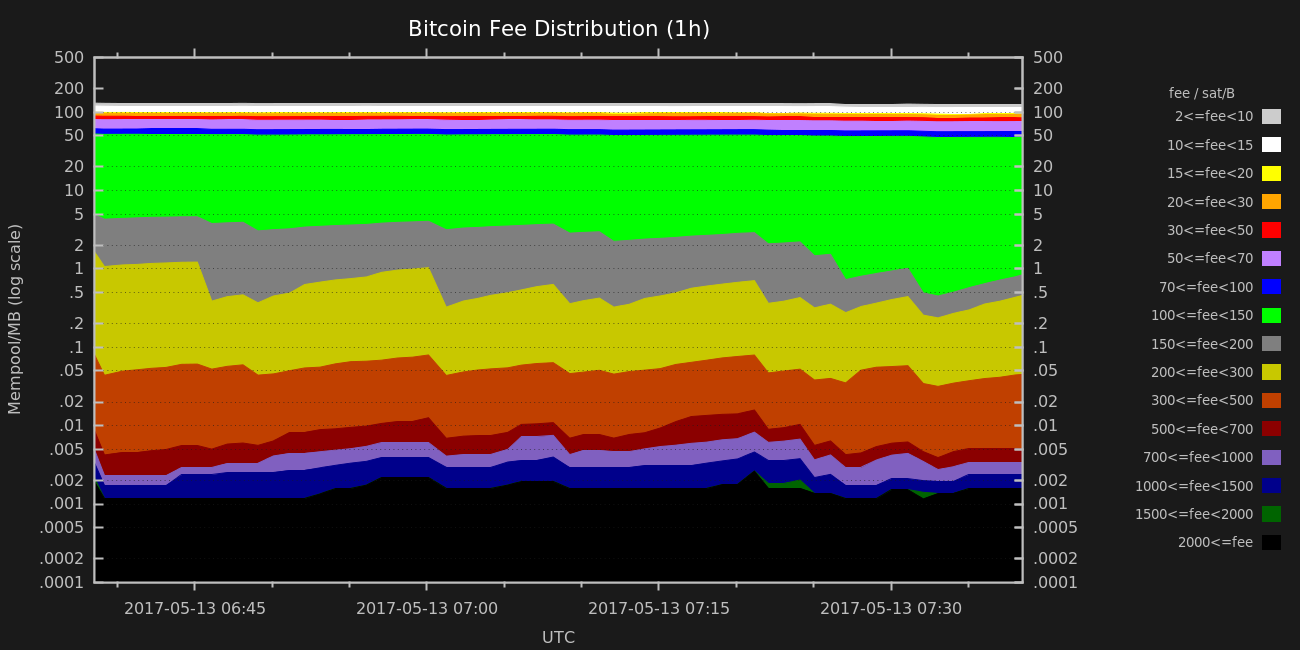 Bitcoin Fee Distribution (1h)
500
200
100
50
20
10
5
2
1
.5
.2
.1
.05
.02
.01
.005
.002
.001
.0005
.0002
.0001
Mempool/MB (log scale)
500
200
100
50
20
10
5
2
1
.5
.2
.1
.05
.02
.01
.005
.002
.001
.0005
.0002
.0001
2017-05-13 06:45
2017-05-13 07:00
2017-05-13 07:15
2017-05-13 07:30
UTC
fee / sat/B
2<=fee<10
10<=fee<15
15<=fee<20
20<=fee<30
30<=fee<50
50<=fee<70
70<=fee<100
100<=fee<150
150<=fee<200
200<=fee<300
300<=fee<500
500<=fee<700
700<=fee<1000
1000<=fee<1500
1500<=fee<2000
2000<=fee